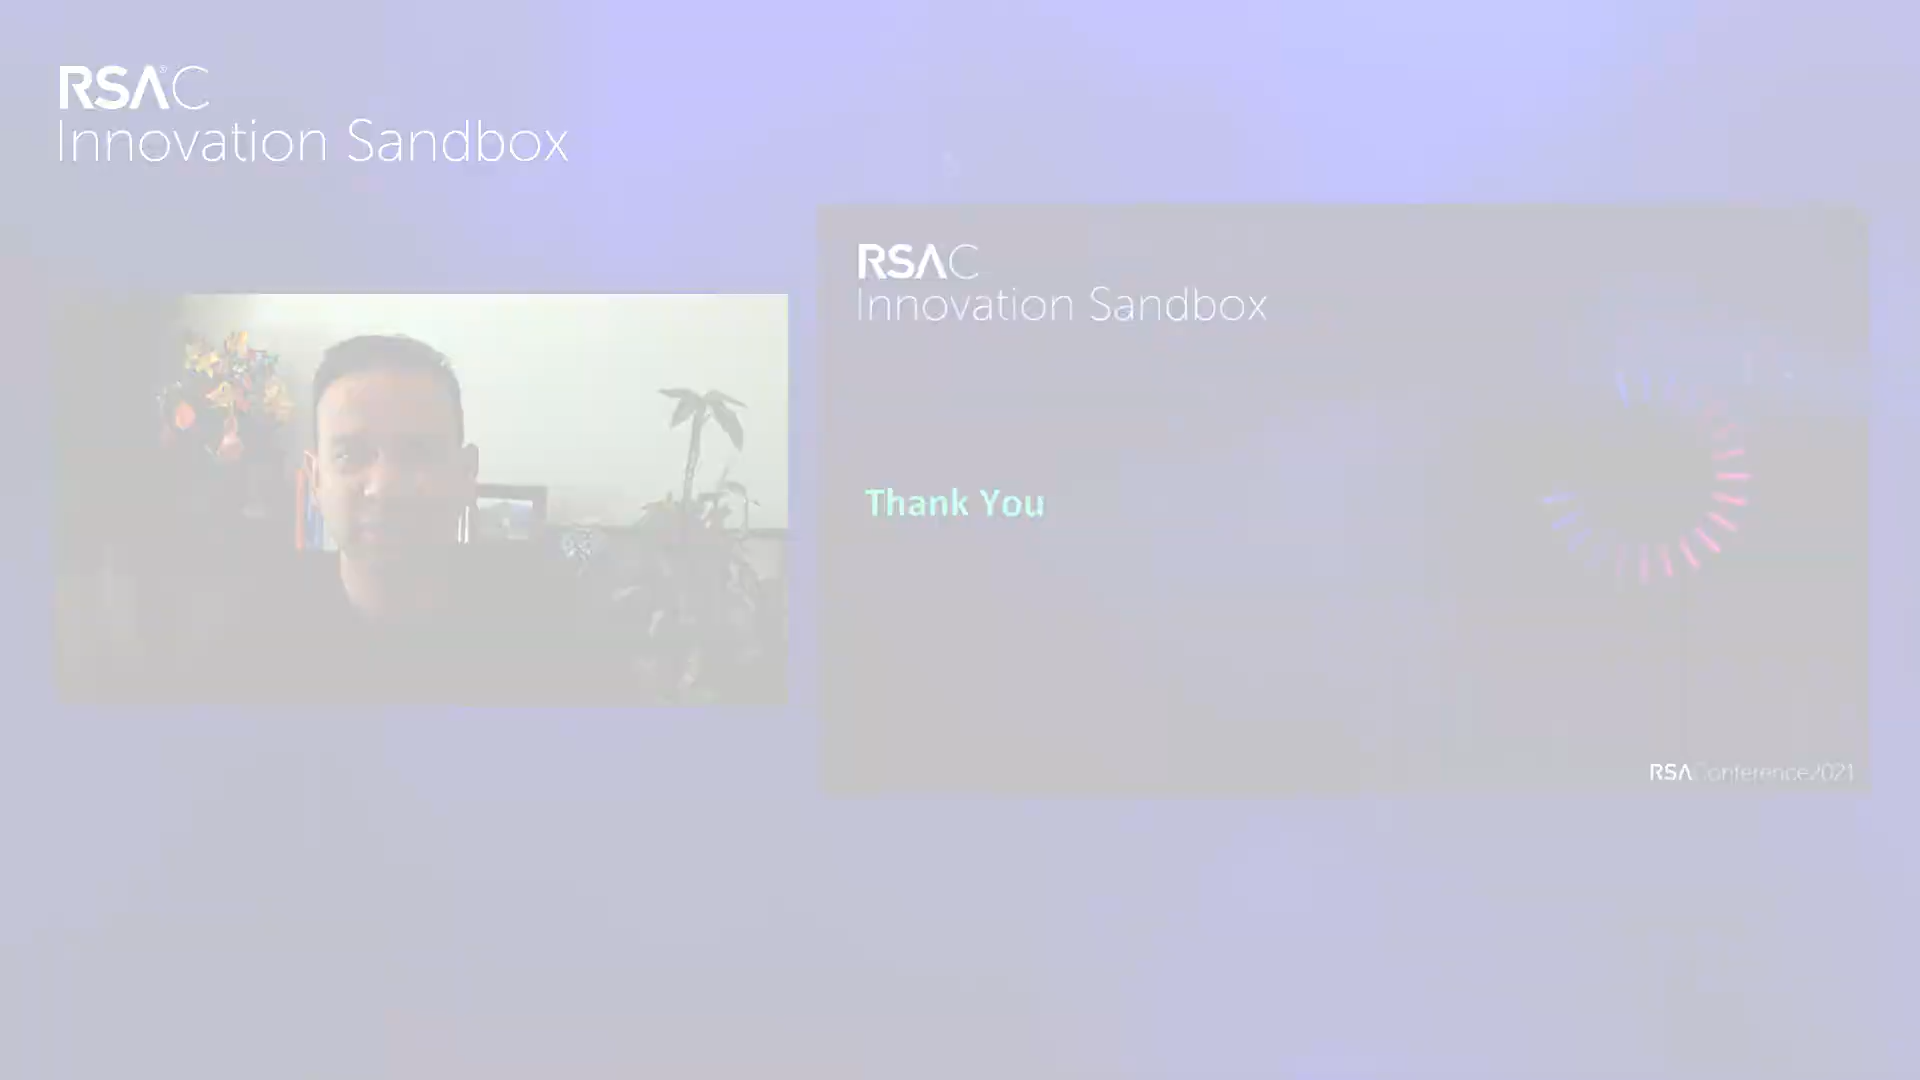 RSAC
Innovation Sandbox
RSAC
Innovation Sandbox
Thank You
RSAConference2021